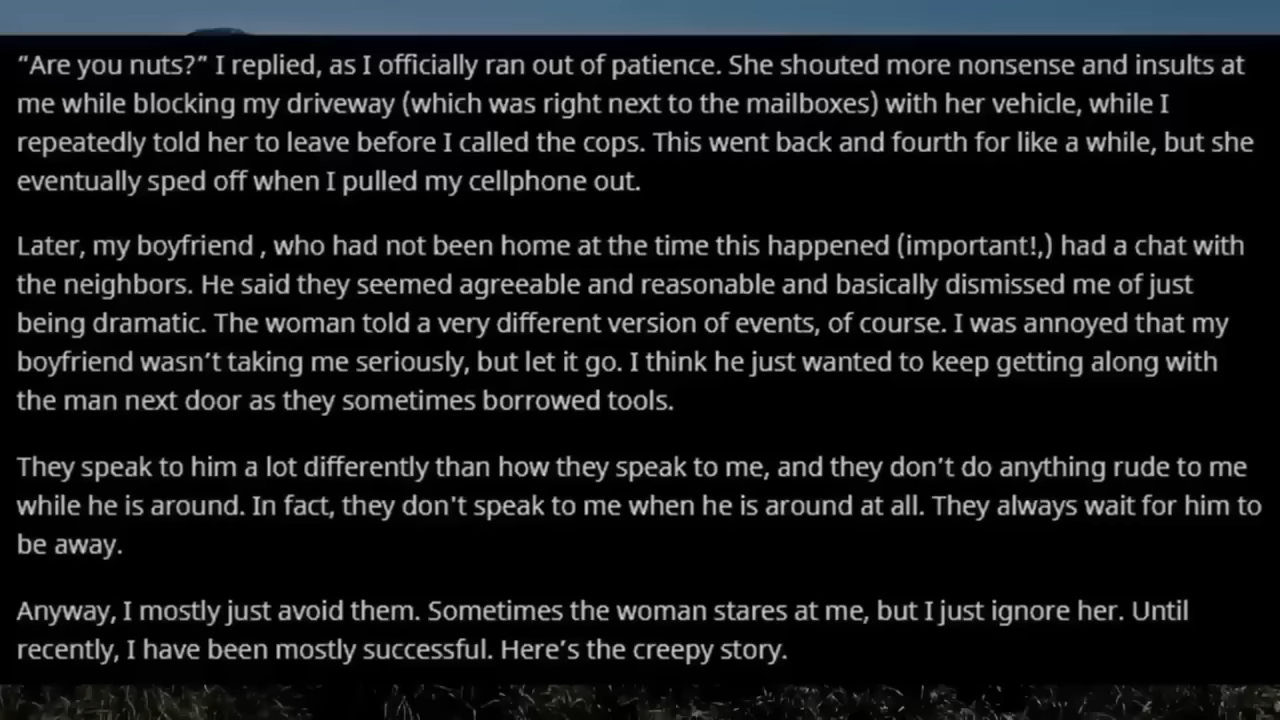 “Are you nuts?” I replied, as I officially ran out of patience. She shouted more nonsense and insults at
me while blocking my driveway (which was right next to the mailboxes) with her vehicle, while I
repeatedly told her to leave before I called the cops. This went back and fourth for like a while, but she
eventually sped off when I pulled my cellphone out.
Later, my boyfriend , who had not been home at the time this happened (important!,) had a chat with
the neighbors. He said they seemed agreeable and reasonable and basically dismissed me of just
being dramatic. The woman told a very different version of events, of course. I was annoyed that my
boyfriend wasn’t taking me seriously, but let it go. I think he just wanted to keep getting along with
the man next door as they sometimes borrowed tools.
They speak to him a lot differently than how they speak to me, and they don’t do anything rude to me
while he is around. In fact, they don't speak to me when he is around at all. They always wait for him to
be away.
Anyway, I mostly just avoid them. Sometimes the woman stares at me, but I just ignore her. Until
recently, I have been mostly successful. Here’s the creepy story.